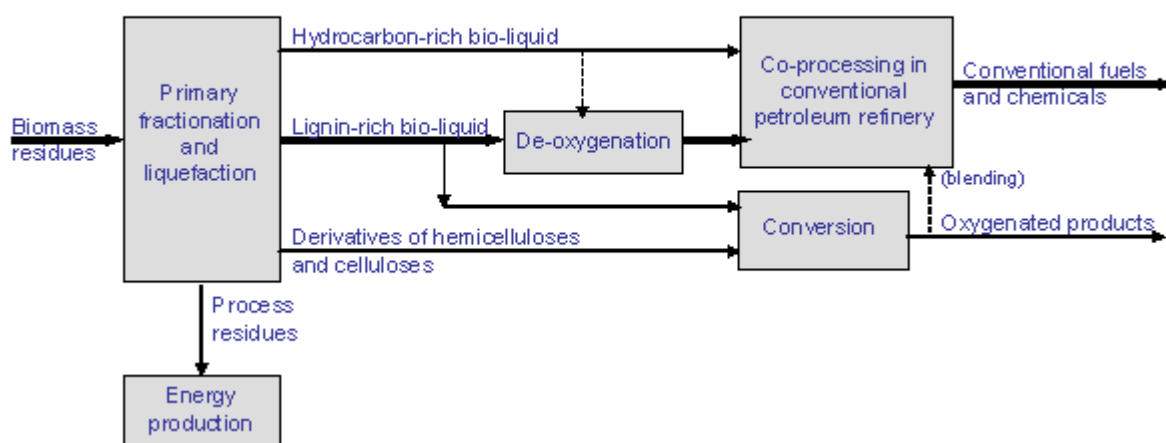 Hydrocarbon-rich bio-liquid
Primary
fractionation
and
liquefaction
Co-processing in
conventional
petroleum refinery
Conventional fuels
and chemicals
Biomass
residues
Lignin-rich bio-liquid
De-oxygenation
(blending)
Derivatives of hemicelluloses
and celluloses
Conversion
Oxygenated products
Process
residues
Energy
production